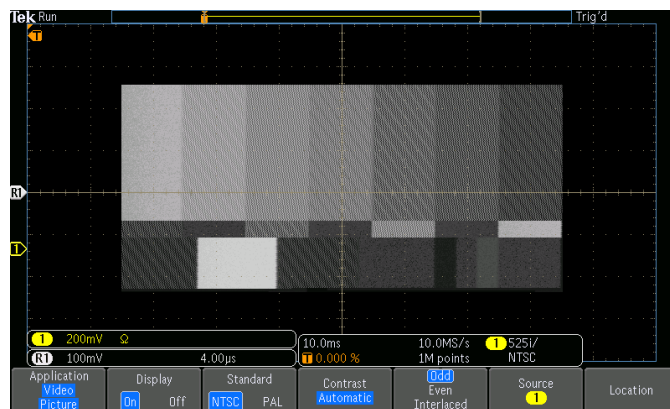 Tek Run Trig'd
T
R1
1
1 200mV Ω
R1 100mV 4.00µs
10.0ms 10.0MS/s 1 525i/
T 0.000 % 1M points NTSC
Application
Video
Picture
Display
On Off
Standard
NTSC PAL
Contrast
Automatic
Odd
Even
Interlaced
Source
1
Location